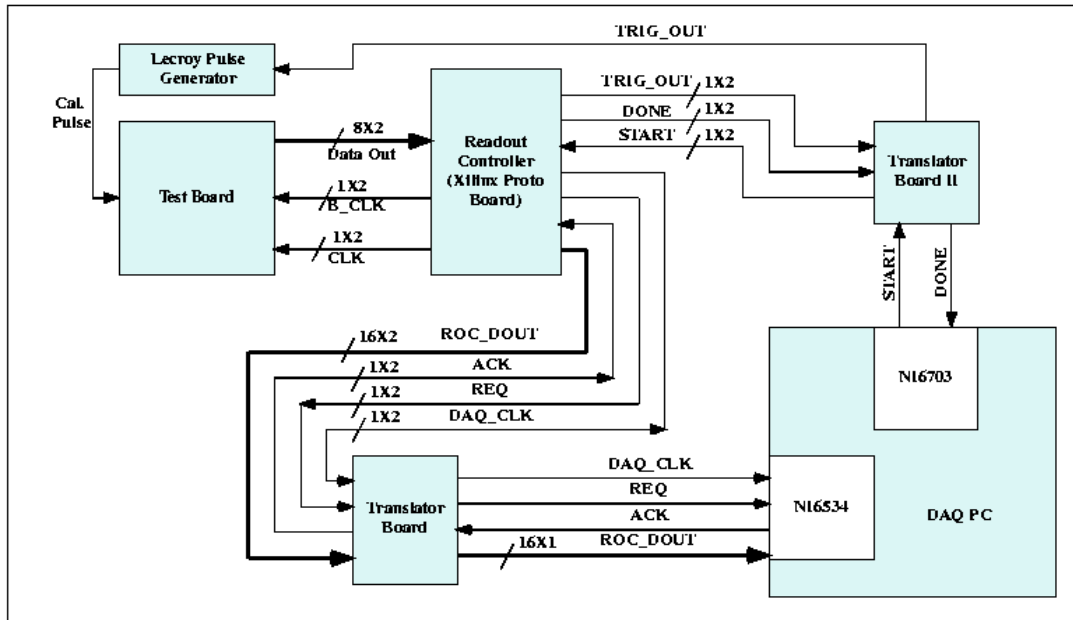 TRIG_OUT
Lecroy Pulse
Generator
Cal.
Pulse
TRIG_OUT
1X2
DONE
1X2
START
1X2
8X2
Data Out
Readout
Controller
(Xilinx Proto
Board)
Translator
Board II
Test Board
1X2
B_CLK
1X2
CLK
START
DONE
16X2
ROC_DOUT
1X2
ACK
1X2
REQ
1X2
DAQ_CLK
NI6703
DAQ_CLK
REQ
ACK
16X1
ROC_DOUT
Translator
Board
NI6534
DAQ PC